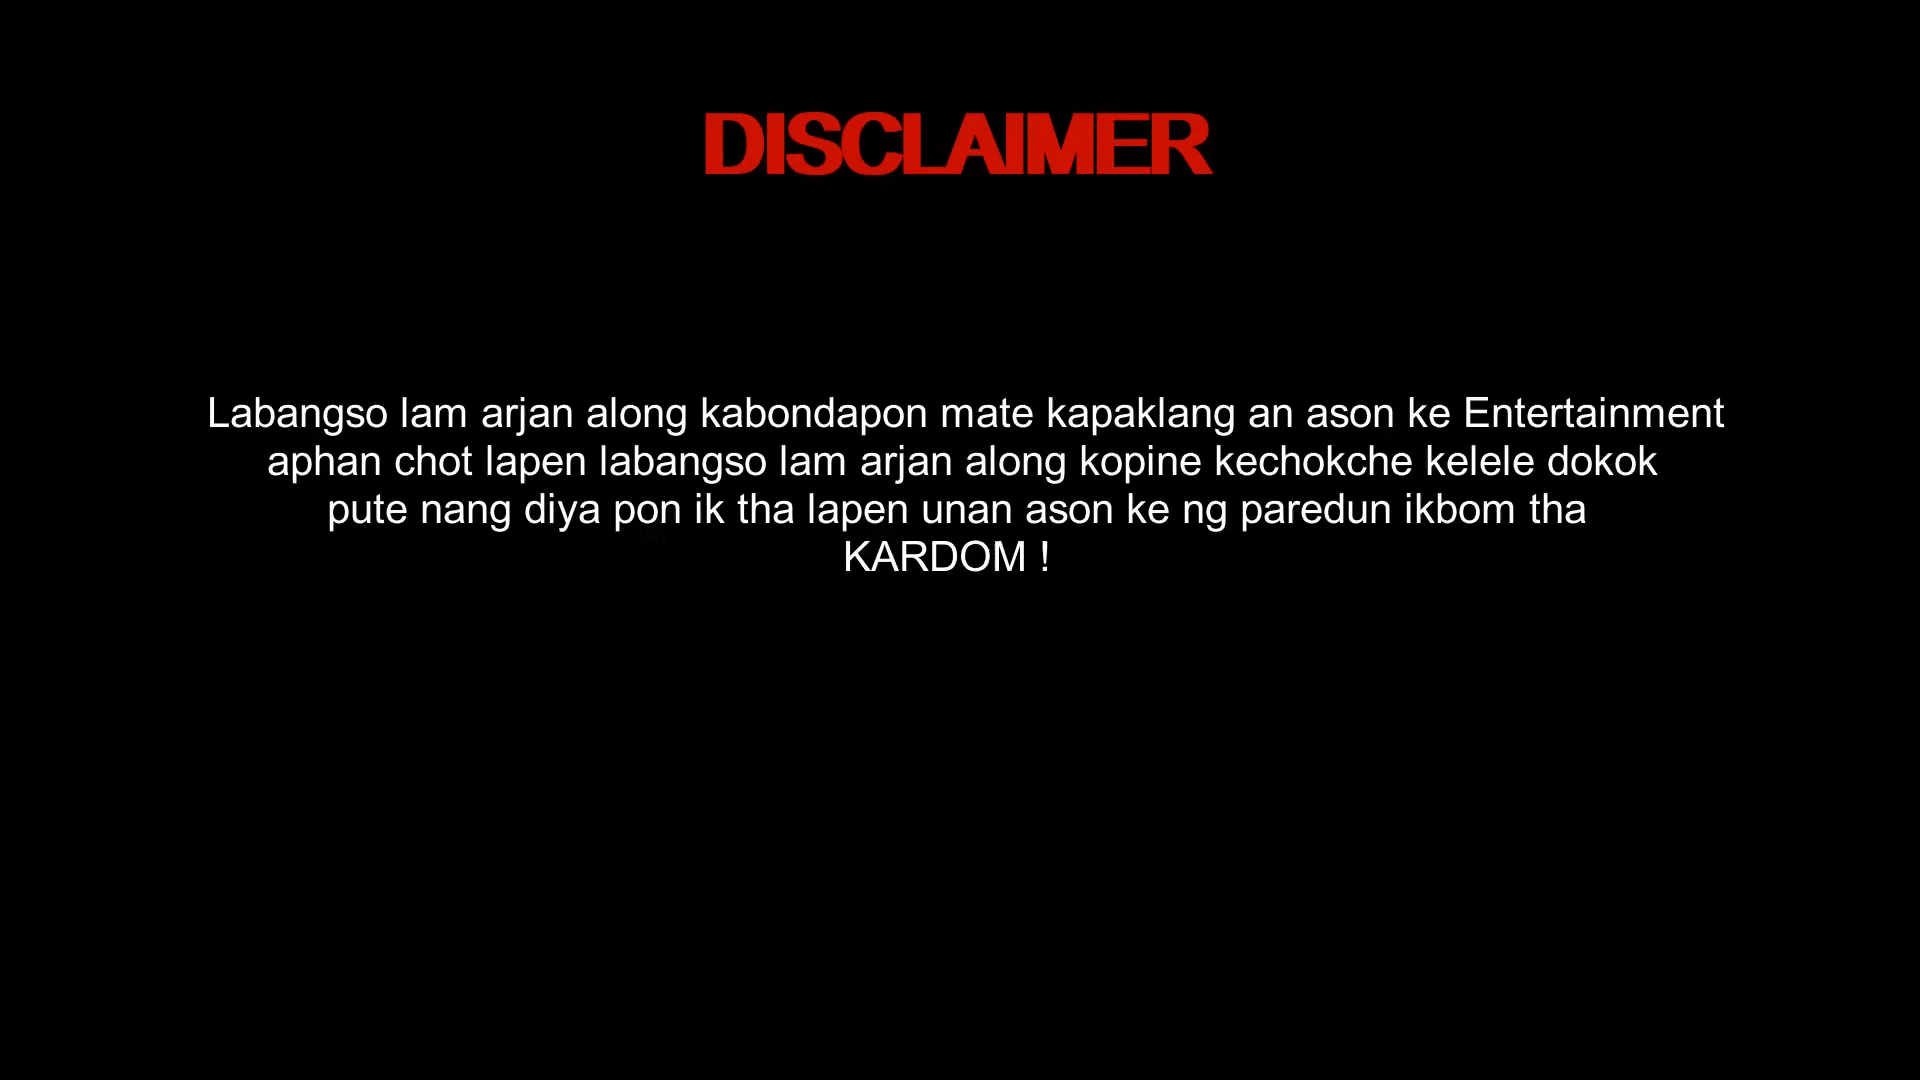 DISCLAIMER
Labangso lam arjan along kabondapon mate kapaklang an ason ke Entertainment
aphan chot lapen labangso lam arjan along kopine kechokche kelele dokok
pute nang diya pon ik tha lapen unan ason ke ng paredun ikbom tha
KARDOM !